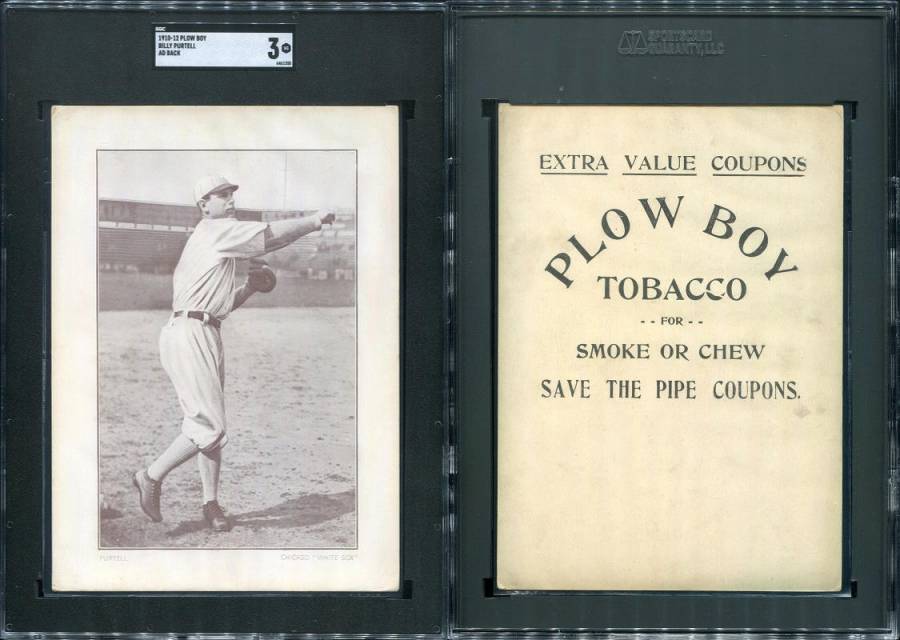 SGC
1910-12 PLOW BOY
BILLY PURTELL
AD BACK
3
PURTELL
CHICAGO "WHITE SOX"
SPORTSCARD
GUARANTY, LLC
EXTRA VALUE COUPONS
PLOW BOY
TOBACCO
- - FOR - -
SMOKE OR CHEW
SAVE THE PIPE COUPONS.